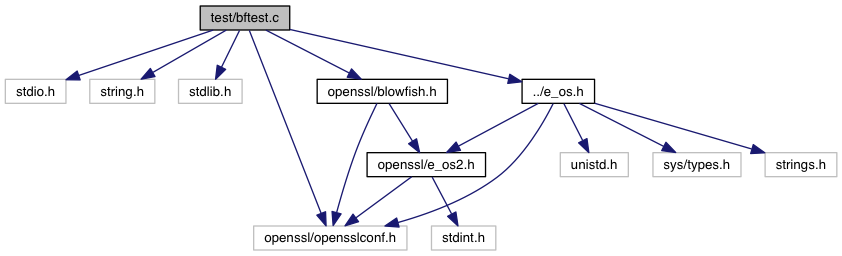 test/bftest.c
stdio.h
string.h
stdlib.h
openssl/blowfish.h
../e_os.h
openssl/e_os2.h
unistd.h
sys/types.h
strings.h
openssl/opensslconf.h
stdint.h